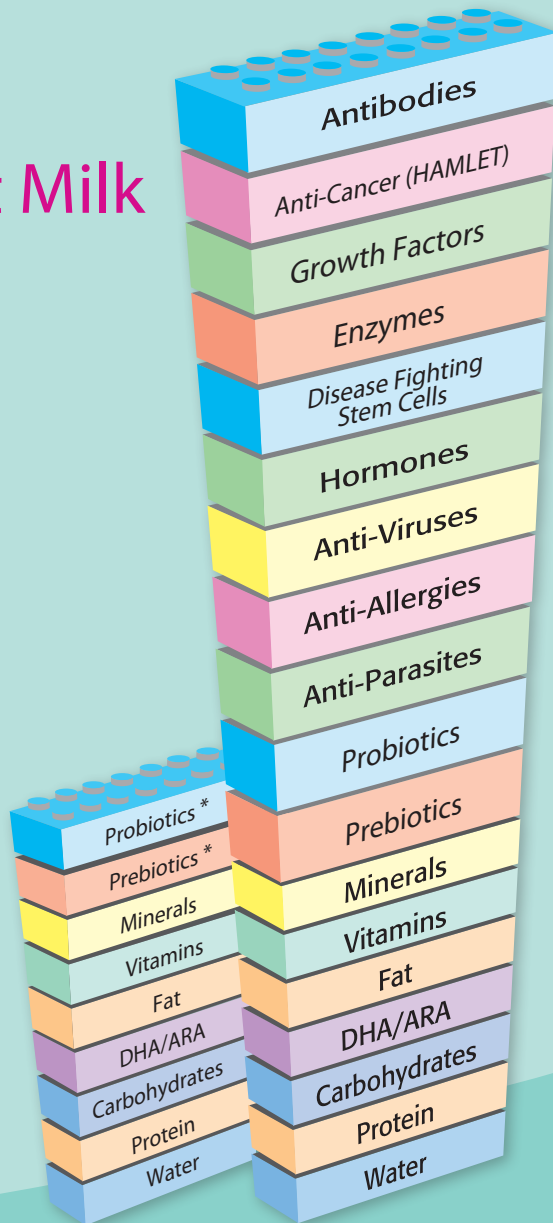 Milk
Antibodies
Anti-Cancer (HAMLET)
Growth Factors
Enzymes
Disease Fighting
Stem Cells
Hormones
Anti-Viruses
Anti-Allergies
Anti-Parasites
Probiotics
Prebiotics
Minerals
Vitamins
Fat
DHA/ARA
Carbohydrates
Protein
Water
Probiotics *
Prebiotics *
Minerals
Vitamins
Fat
DHA/ARA
Carbohydrates
Protein
Water